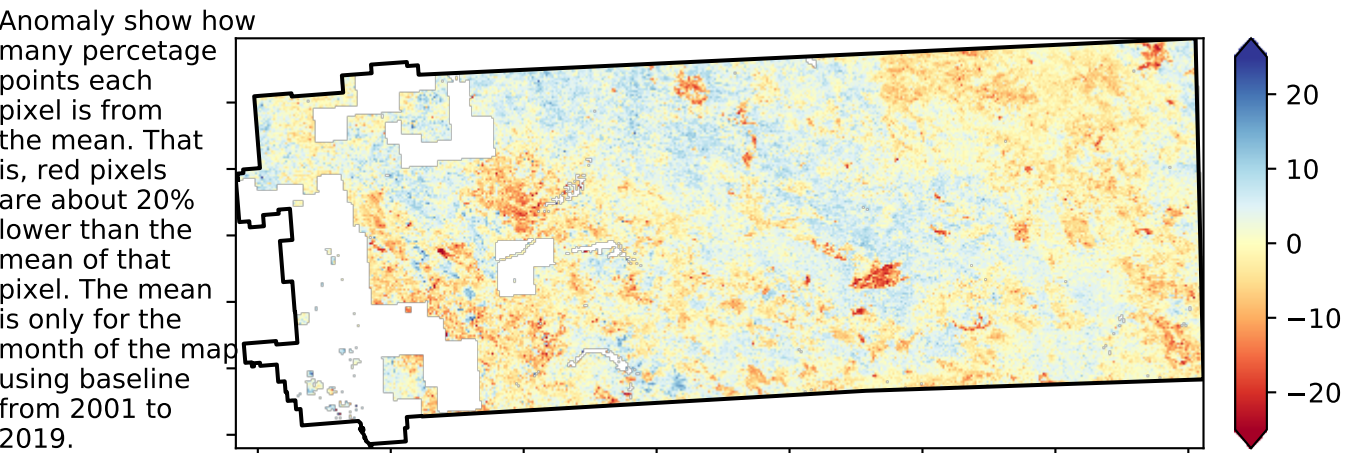 Anomaly show how
many percetage
points each
pixel is from
the mean. That
is, red pixels
are about 20%
lower than the
mean of that
pixel. The mean
is only for the
month of the map
using baseline
from 2001 to
2019.
20
10
0
−10
−20